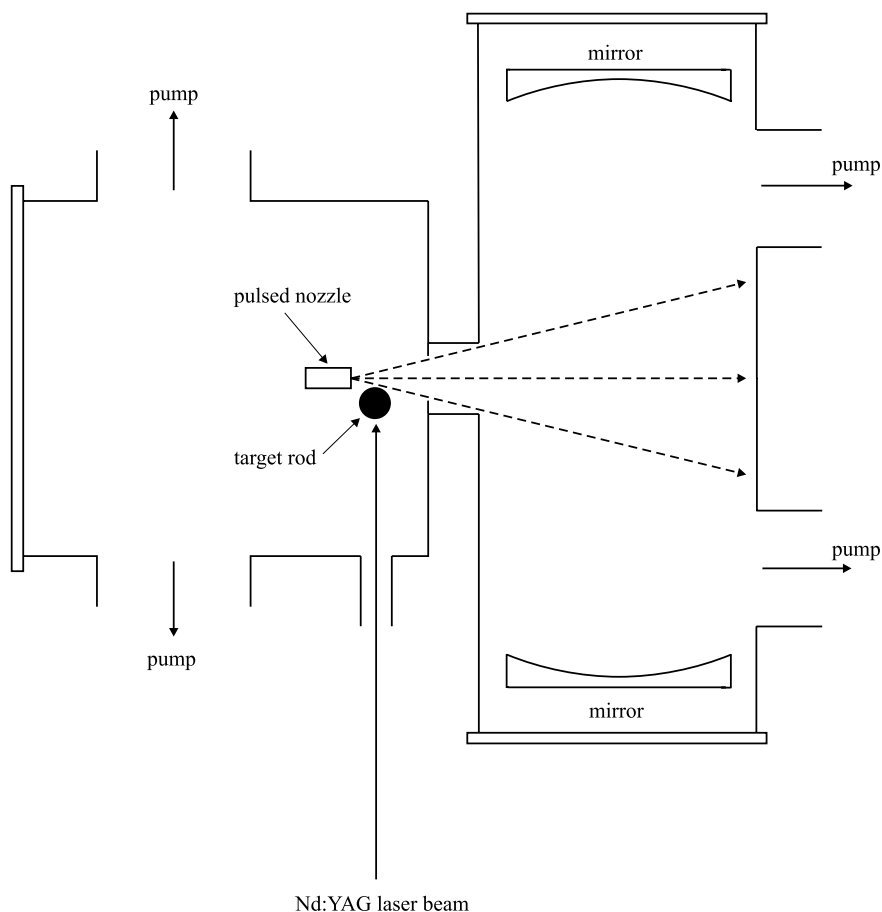 mirror
pump
pump
pulsed nozzle
target rod
pump
pump
mirror
Nd:YAG laser beam